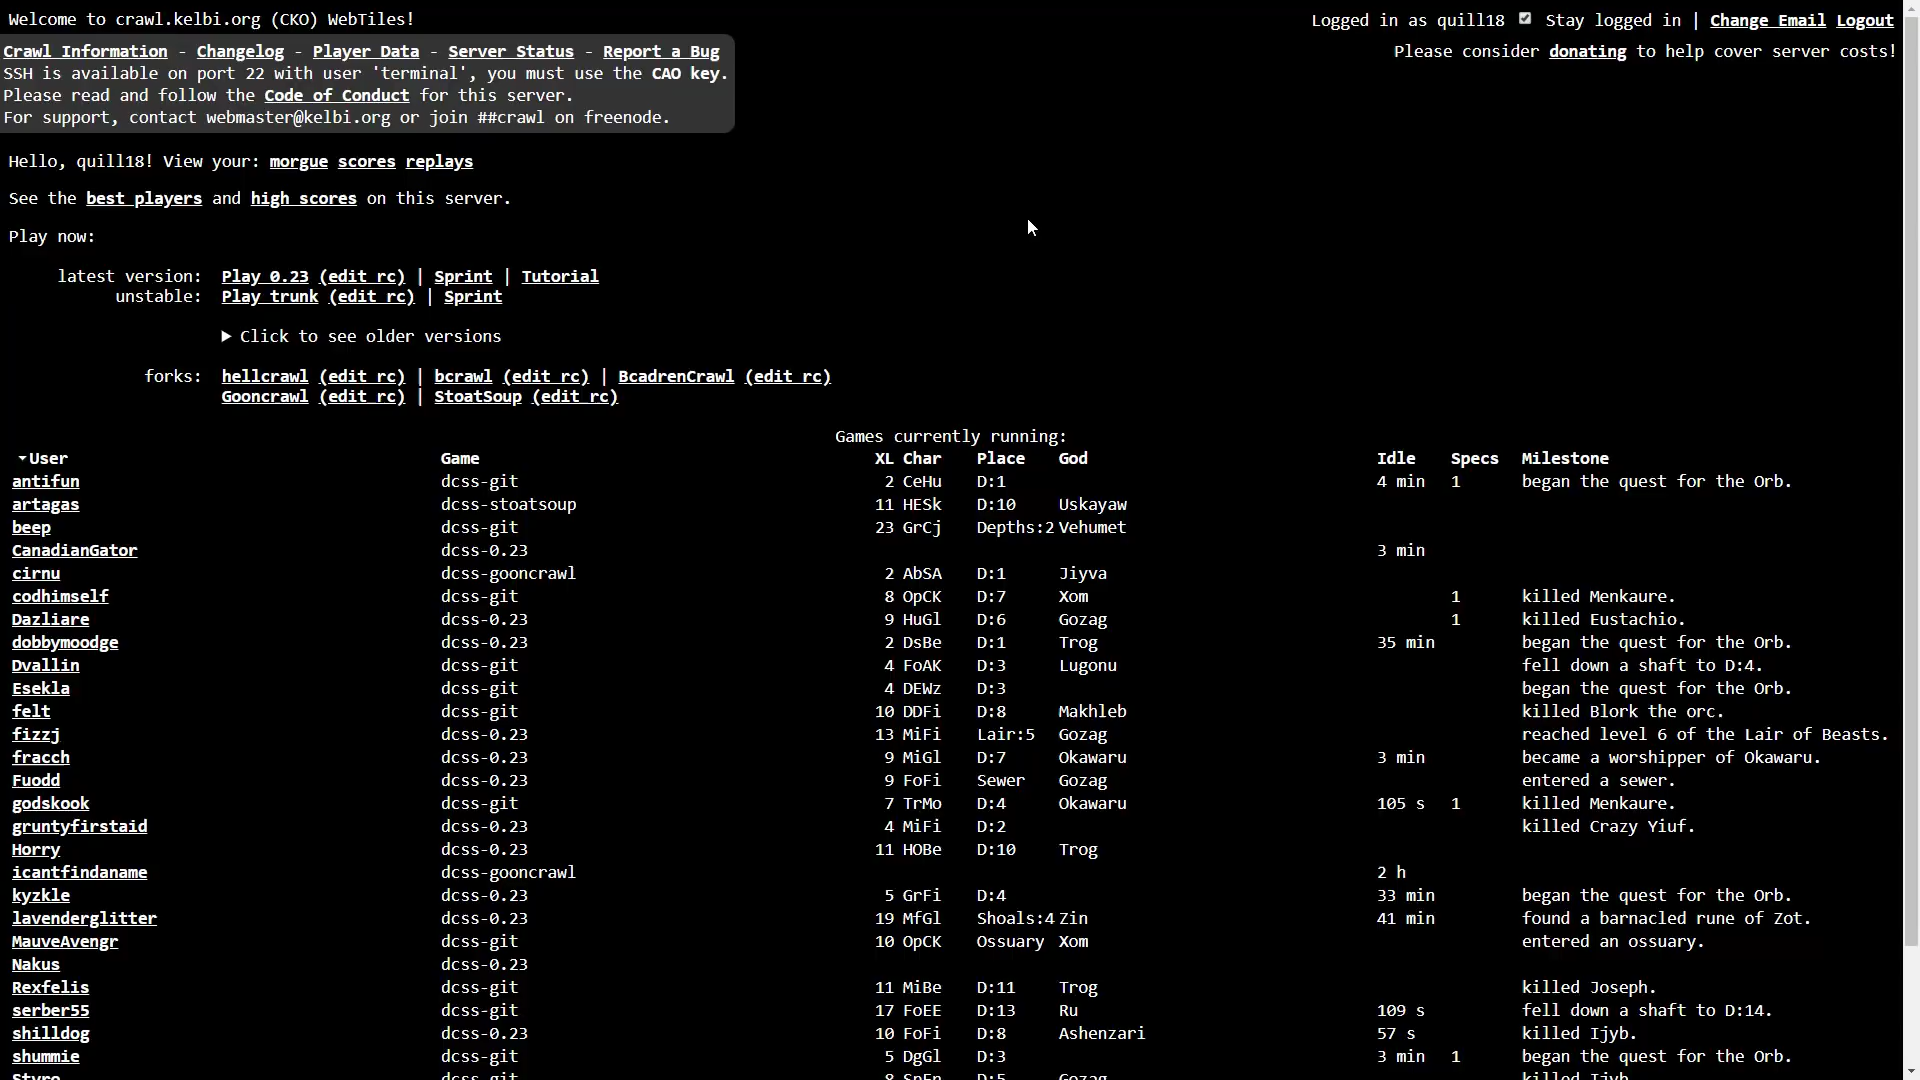 Welcome to crawl.kelbi.org (CKO) WebTiles!
Logged in as quill18 Stay logged in | Change Email Logout
Crawl Information - Changelog - Player Data - Server Status - Report a Bug
Please consider donating to help cover server costs!
SSH is available on port 22 with user 'terminal', you must use the CAO key.
Please read and follow the Code of Conduct for this server.
For support, contact webmaster@kelbi.org or join ##crawl on freenode.
Hello, quill18! View your: morgue scores replays
See the best players and high scores on this server.
Play now:
latest version: Play 0.23 (edit rc) | Sprint | Tutorial
unstable: Play trunk (edit rc) | Sprint
Click to see older versions
forks: hellcrawl (edit rc) | bcrawl (edit rc) | BcadrenCrawl (edit rc)
Gooncrawl (edit rc) | StoatSoup (edit rc)
Games currently running:
User Game XL Char Place God Idle Specs Milestone
antifun dcss-git 2 CeHu D:1 4 min 1 began the quest for the Orb.
artagas dcss-stoatsoup 11 HESk D:10 Uskayaw
beep dcss-git 23 GrCj Depths:2 Vehumet
CanadianGator dcss-0.23 3 min
cirnu dcss-gooncrawl 2 AbSA D:1 Jiyva
codhimself dcss-git 8 OpCK D:7 Xom 1 killed Menkaure.
Dazliare dcss-0.23 9 HuGl D:6 Gozag 1 killed Eustachio.
dobbymoodge dcss-0.23 2 DsBe D:1 Trog 35 min began the quest for the Orb.
Dvallin dcss-git 4 FoAK D:3 Lugonu fell down a shaft to D:4.
Esekla dcss-git 4 DEWz D:3 began the quest for the Orb.
felt dcss-git 10 DDFi D:8 Makhleb killed Blork the orc.
fizzj dcss-0.23 13 MiFi Lair:5 Gozag reached level 6 of the Lair of Beasts.
fracch dcss-0.23 9 MiGl D:7 Okawaru 3 min became a worshipper of Okawaru.
Fuodd dcss-0.23 9 FoFi Sewer Gozag entered a sewer.
godskook dcss-git 7 TrMo D:4 Okawaru 105 s 1 killed Menkaure.
gruntyfirstaid dcss-0.23 4 MiFi D:2 killed Crazy Yiuf.
Horry dcss-0.23 11 HOBe D:10 Trog
icantfindaname dcss-gooncrawl 2 h
kyzkle dcss-0.23 5 GrFi D:4 33 min began the quest for the Orb.
lavenderglitter dcss-0.23 19 MfGl Shoals:4 Zin 41 min found a barnacled rune of Zot.
MauveAvengr dcss-git 10 OpCK Ossuary Xom entered an ossuary.
Nakus dcss-0.23
Rexfelis dcss-git 11 MiBe D:11 Trog killed Joseph.
serber55 dcss-git 17 FoEE D:13 Ru 109 s fell down a shaft to D:14.
shilldog dcss-0.23 10 FoFi D:8 Ashenzari 57 s killed Ijyb.
shummie dcss-git 5 DgGl D:3 3 min 1 began the quest for the Orb.
dcss-git 8 SpEn D:5 Gozag killed Ijyb.